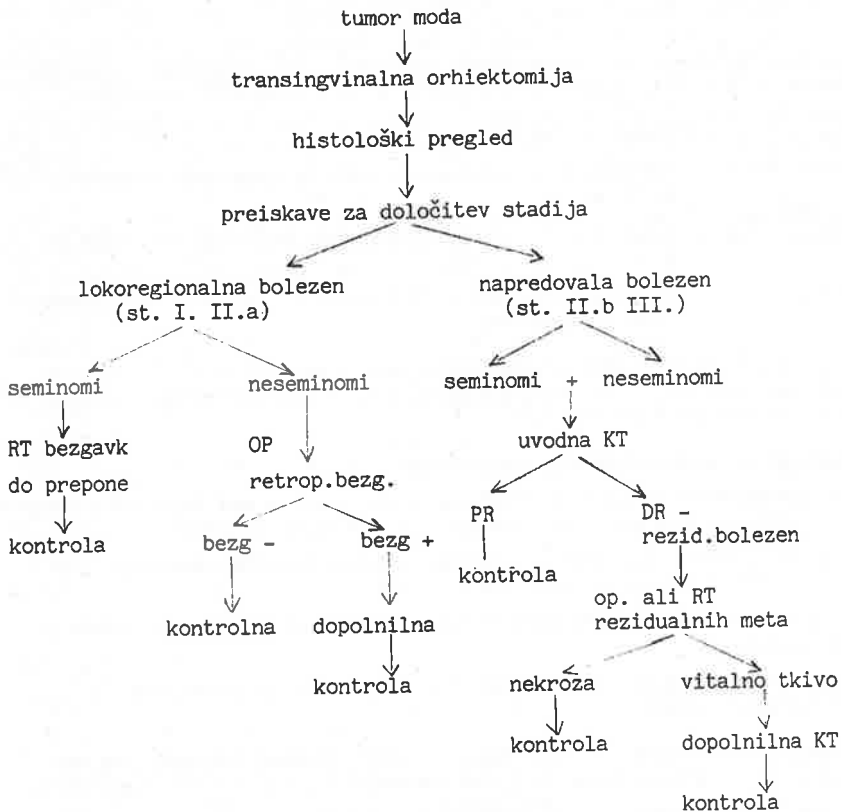 tumor moda
transingvinalna orhiektomija
histološki pregled
preiskave za določitev stadija
lokoregionalna bolezen
(st. I. II.a)
napredovala bolezen
(st. II.b III.)
seminomi
neseminomi
seminomi + neseminomi
RT bezgavk
do prepone
kontrola
OP
retrop.bezg.
bezg -
bezg +
kontrolna
dopolnilna
kontrola
uvodna KT
PR
kontrola
DR -
rezid.bolezen
op. ali RT
rezidualnih meta
nekroza
vitalno tkivo
kontrola
dopolnilna KT
kontrola